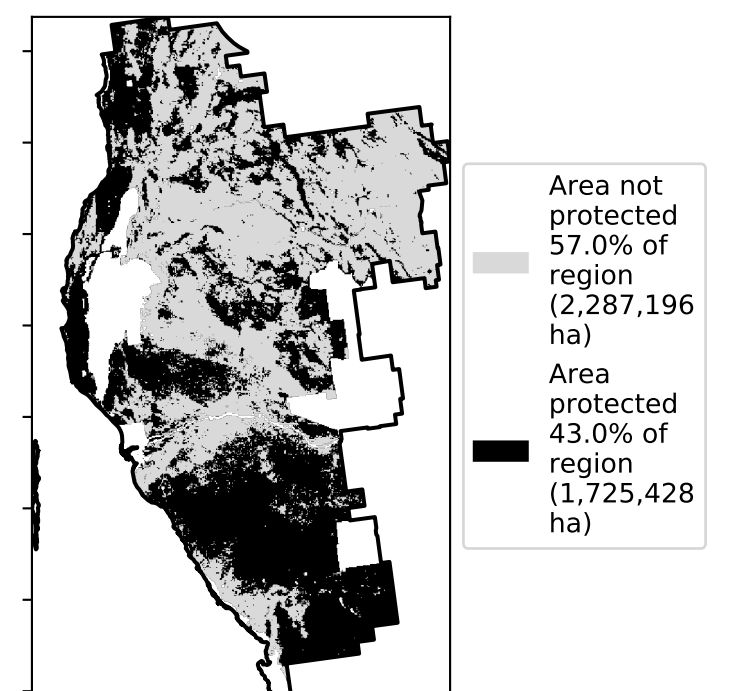 Area not
protected
57.0% of
region
(2,287,196
ha)
Area
protected
43.0% of
region
(1,725,428
ha)